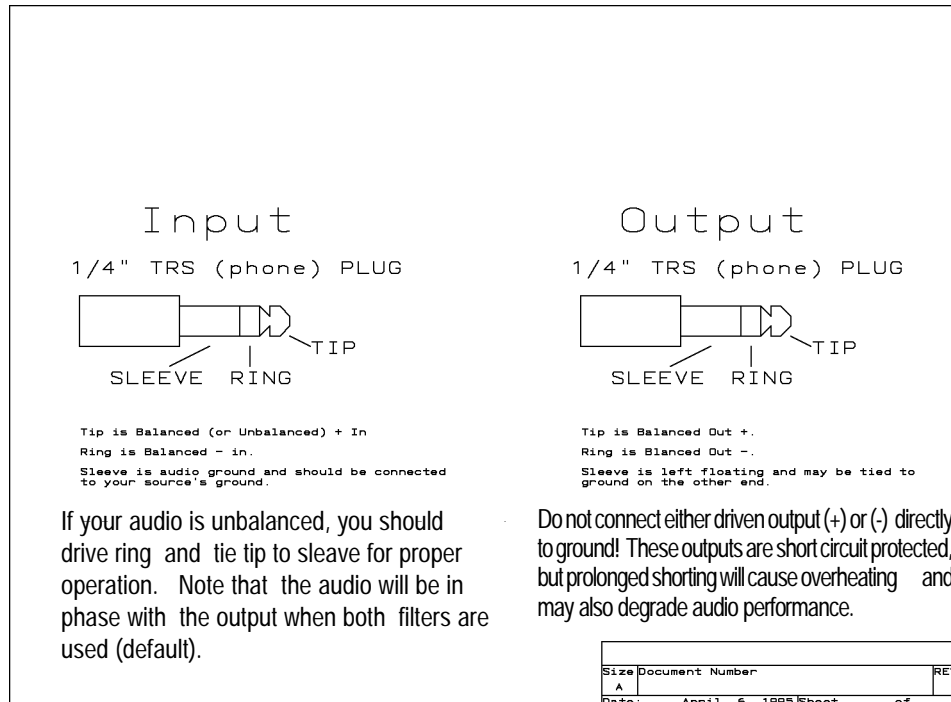 Input
1/4" TRS (phone) PLUG
TIP
SLEEVE RING
Tip is Balanced (or Unbalanced) + In
Ring is Balanced - in.
Sleeve is audio ground and should be connected
to your source's ground.
If your audio is unbalanced, you should
drive ring and tie tip to sleave for proper
operation. Note that the audio will be in
phase with the output when both filters are
used (default).
Output
1/4" TRS (phone) PLUG
TIP
SLEEVE RING
Tip is Balanced Out +.
Ring is Blanced Out -.
Sleeve is left floating and may be tied to
ground on the other end.
Do not connect either driven output (+) or (-) directly
to ground! These outputs are short circuit protected,
but prolonged shorting will cause overheating and
may also degrade audio performance.
Size Document Number
A
Date: April 6, 1995 Sheet of